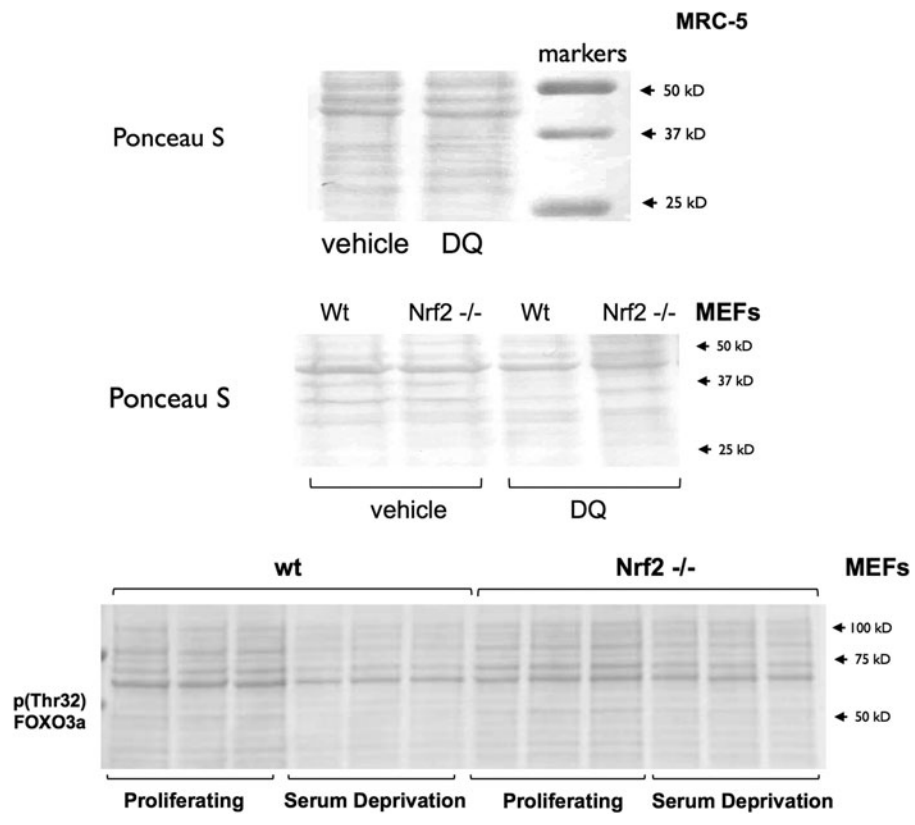 MRC-5
markers
50 kD
Ponceau S
37 kD
25 kD
vehicle DQ
Wt Nrf2 -/- Wt Nrf2 -/- MEFs
50 kD
37 kD
Ponceau S
25 kD
vehicle DQ
wt Nrf2 -/- MEFs
100 kD
75 kD
p(Thr32)
FOXO3a
50 kD
Proliferating Serum Deprivation Proliferating Serum Deprivation